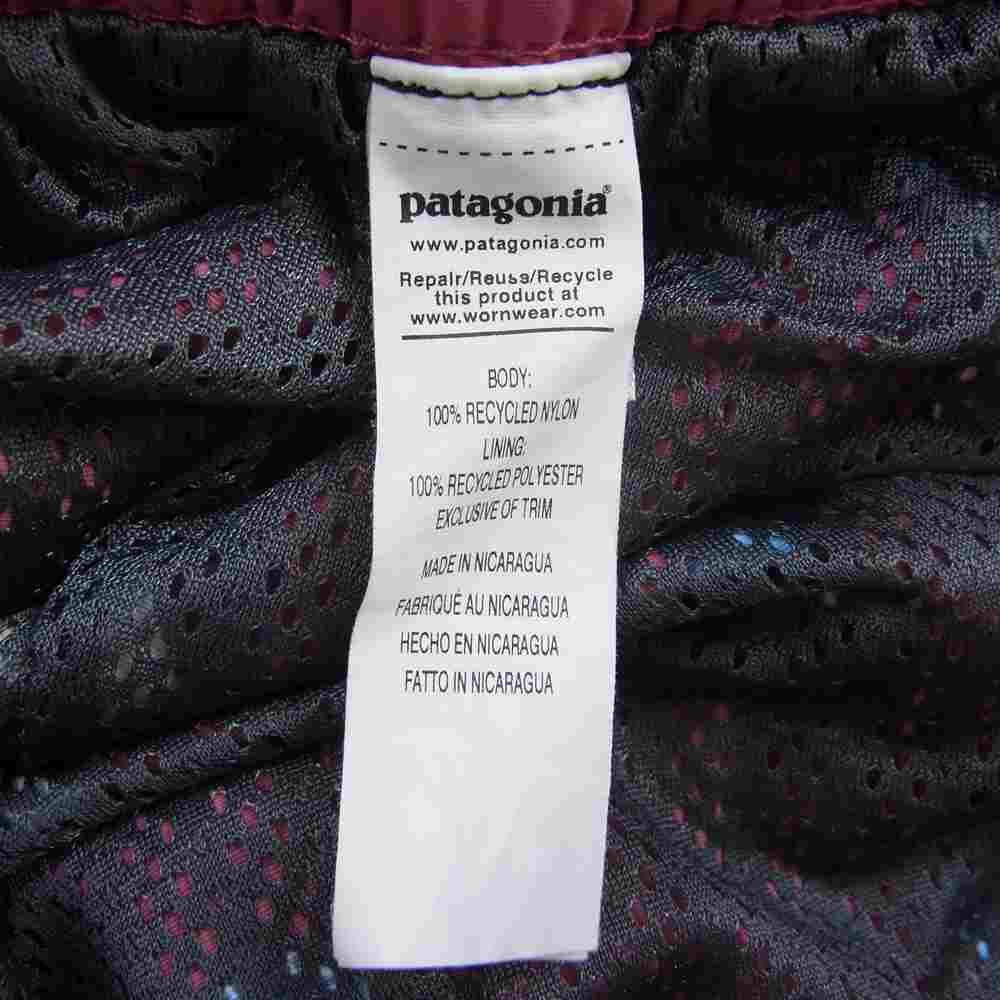 patagonia®
www.patagonia.com
Repair/Reuse/Recycle
this product at
www.wornwear.com
BODY:
100% RECYCLED NYLON
LINING:
100% RECYCLED POLYESTER
EXCLUSIVE OF TRIM
MADE IN NICARAGUA
FABRIQUÉ AU NICARAGUA
HECHO EN NICARAGUA
FATTO IN NICARAGUA